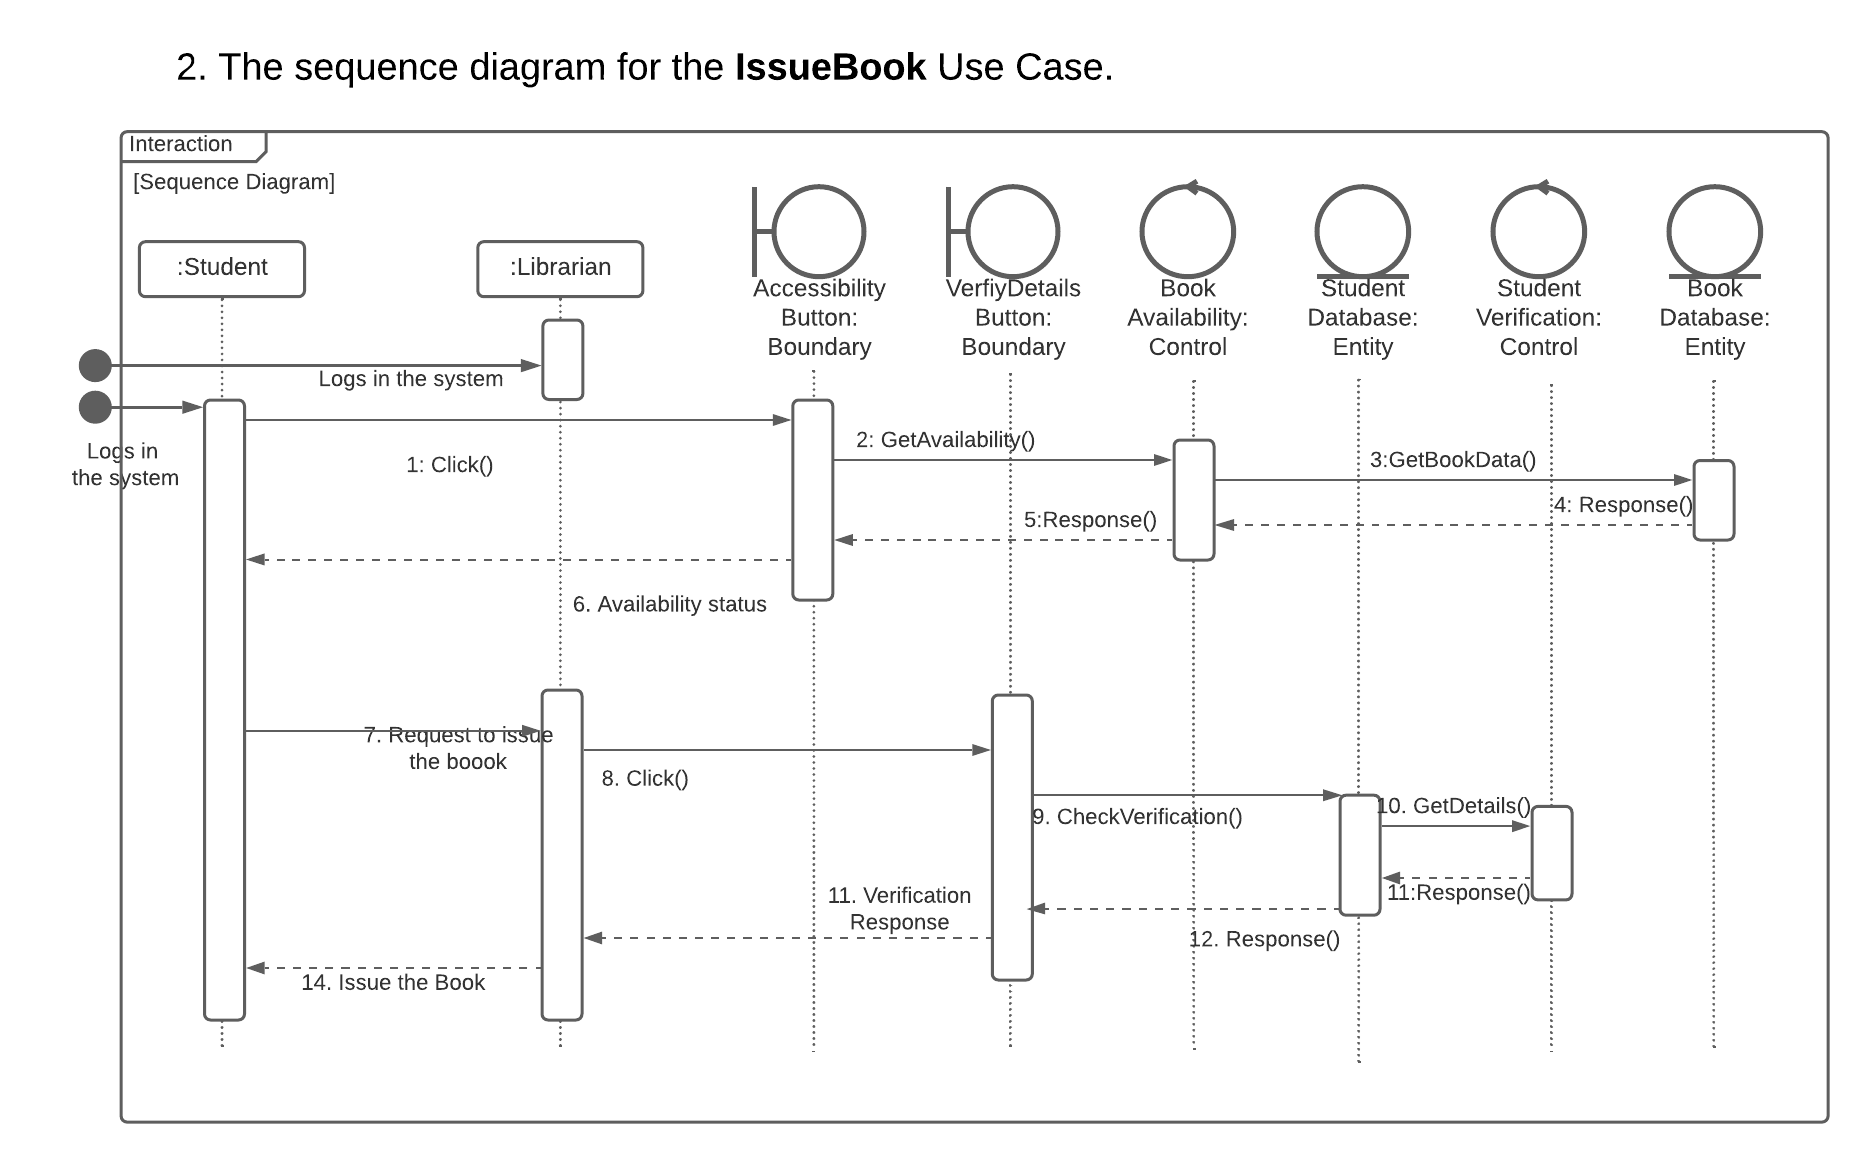 2. The sequence diagram for the IssueBook Use Case.
Interaction
[Sequence Diagram]
:Student
:Librarian
Accessibility
Button:
Boundary
VerfiyDetails
Button:
Boundary
Book
Availability:
Control
Student
Database:
Entity
Student
Verification:
Control
Book
Database:
Entity
Logs in the system
Logs in
the system
1: Click()
2: GetAvailability()
3:GetBookData()
4: Response()
5:Response()
6. Availability status
7. Request to issue
the boook
8. Click()
9. CheckVerification()
10. GetDetails()
11:Response()
11. Verification
Response
12. Response()
14. Issue the Book